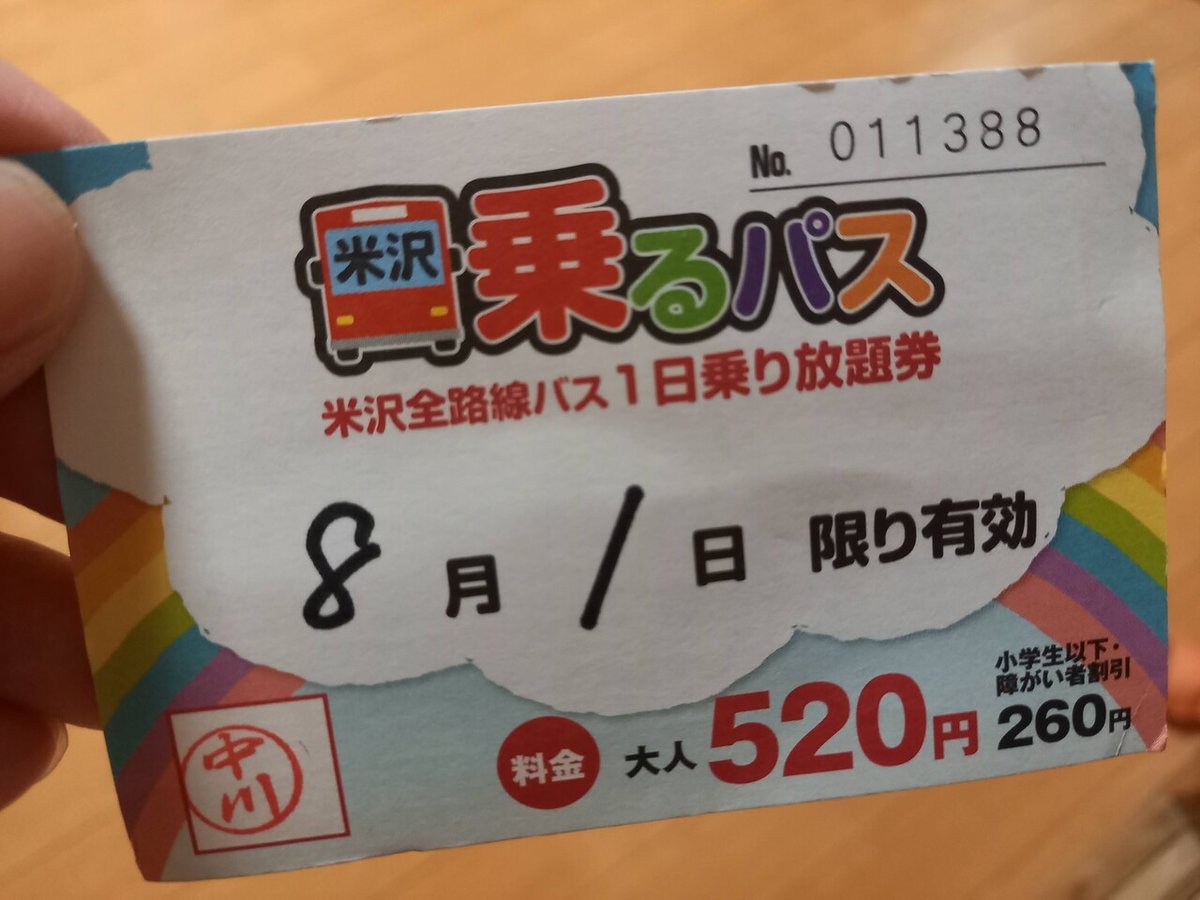 No. 011388
米沢 乗るパス
米沢全路線バス1日乗り放題券
8月1日限り有効
料金 大人520円
小学生以下・
障がい者割引
260円
中川